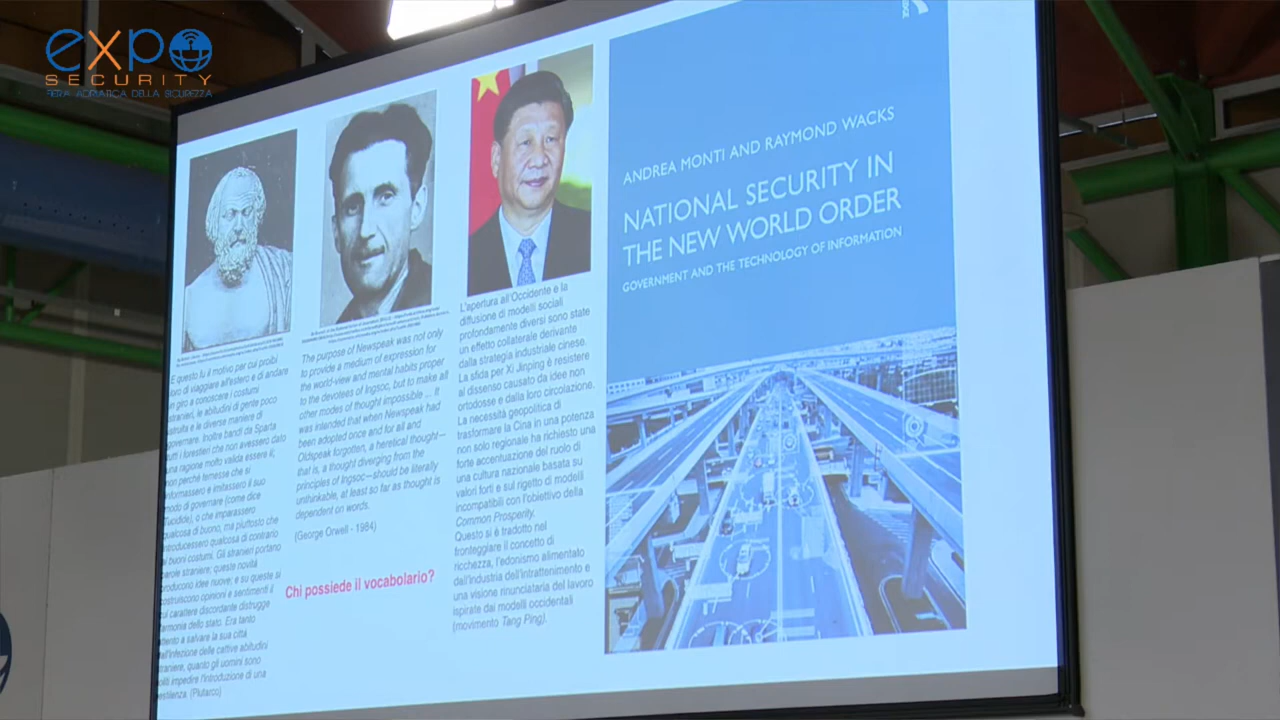 expo
SECURITY
FIERA ADRIATICA DELLA SICUREZZA
E questo fu il motivo per cui proibì
loro di viaggiare all'estero e di andare
in giro a conoscere i costumi
stranieri, le abitudini di gente poco
istruita e le diverse maniere di
governare. Inoltre bandì da Sparta
tutti i forestieri che non avessero dato
una ragione molto valida essere lì,
non perché temesse che si
informassero e imitassero il suo
modo di governare (come dice
Tucidide), o che imparassero
qualcosa di buono, ma piuttosto che
introducessero qualcosa di contrario
ai buoni costumi. Gli stranieri portano
parole straniere; queste novità
producono idee nuove; e su queste si
costruiscono opinioni e sentimenti il
cui carattere discordante distrugge
l'armonia dello stato. Era tanto
attento a salvare la sua città
dall'infezione delle cattive abitudini
straniere, quanto gli uomini sono
soliti impedire l'introduzione di una
pestilenza. (Plutarco)
The purpose of Newspeak was not only
to provide a medium of expression for
the world-view and mental habits proper
to the devotees of Ingsoc, but to make all
other modes of thought impossible ... It
was intended that when Newspeak had
been adopted once and for all and
Oldspeak forgotten, a heretical thought—
that is, a thought diverging from the
principles of Ingsoc—should be literally
unthinkable, at least so far as thought is
dependent on words.
(George Orwell - 1984)
Chi possiede il vocabolario?
L'apertura all'Occidente e la
diffusione di modelli sociali
profondamente diversi sono state
un effetto collaterale derivante
dalla strategia industriale cinese.
La sfida per Xi Jinping è resistere
al dissenso causato da idee non
ortodosse e dalla loro circolazione.
La necessità geopolitica di
trasformare la Cina in una potenza
non solo regionale ha richiesto una
forte accentuazione del ruolo di
una cultura nazionale basata su
valori forti e sul rigetto di modelli
incompatibili con l'obiettivo della
Common Prosperity.
Questo si è tradotto nel
fronteggiare il concetto di
ricchezza, l'edonismo alimentato
dall'industria dell'intrattenimento e
una visione rinunciataria del lavoro
ispirate dai modelli occidentali
(movimento Tang Ping).
ANDREA MONTI AND RAYMOND WACKS
NATIONAL SECURITY IN
THE NEW WORLD ORDER
GOVERNMENT AND THE TECHNOLOGY OF INFORMATION